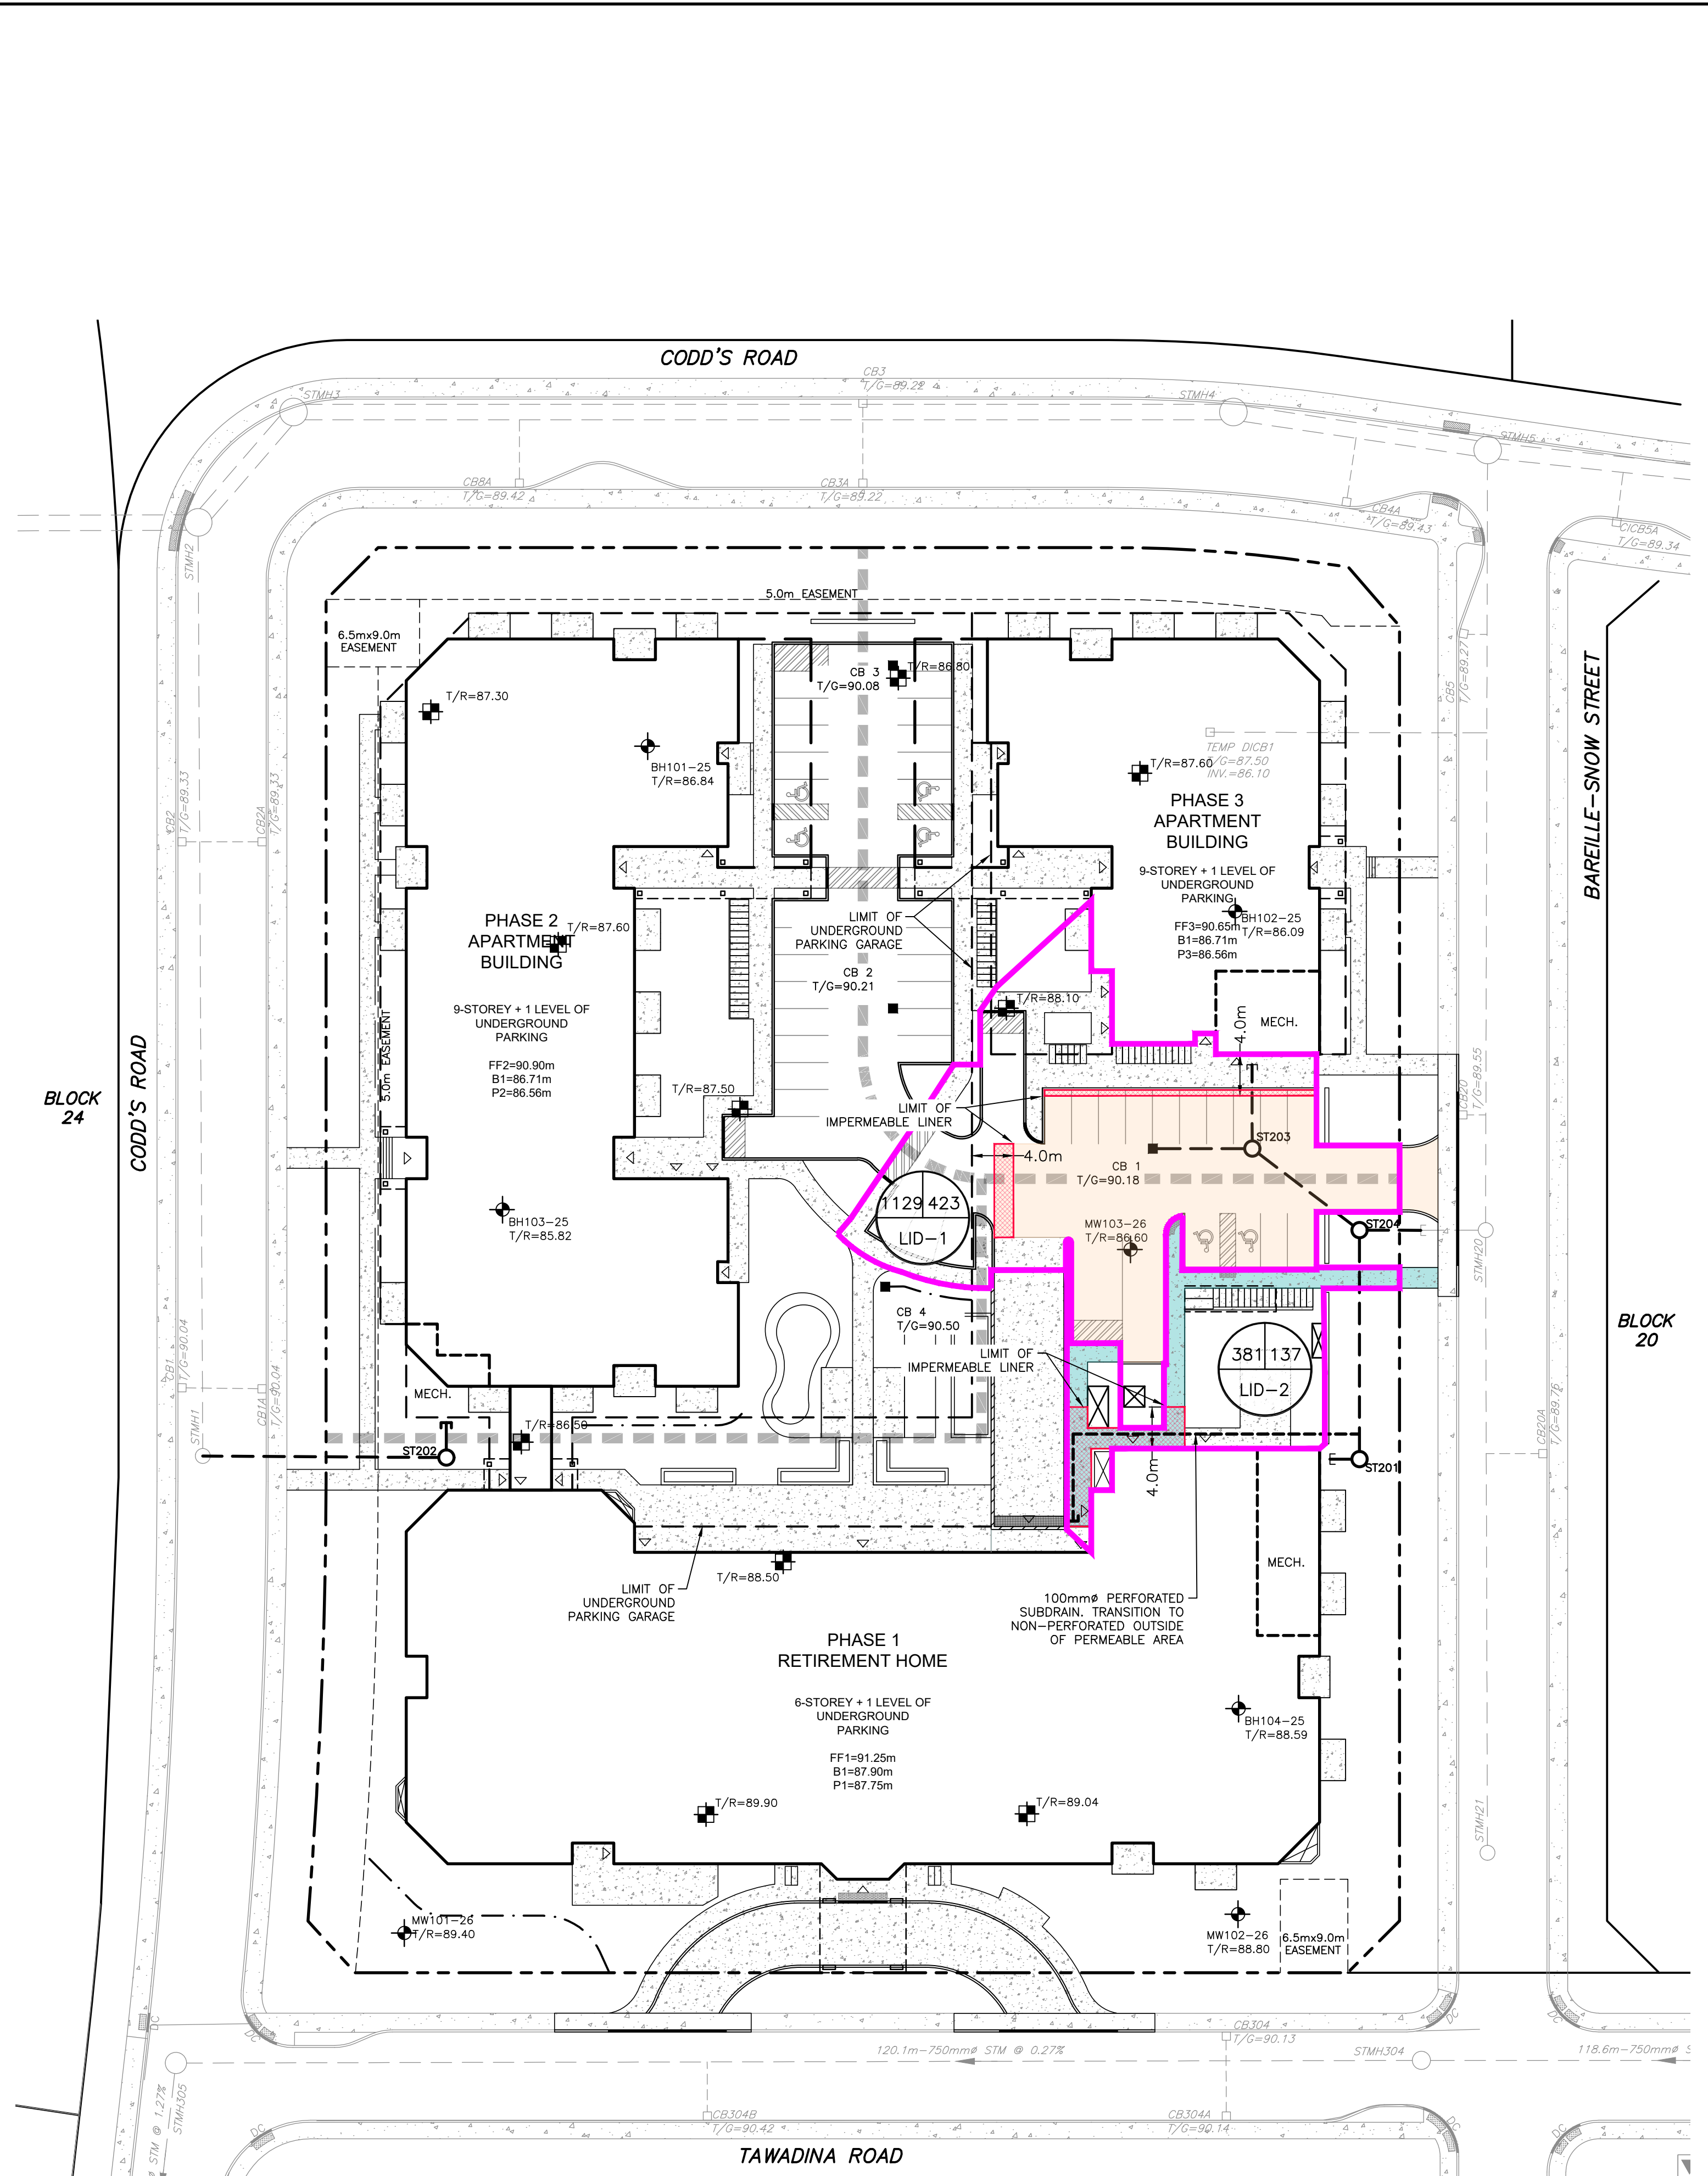 CODD'S ROAD
CB3
T/G=89.22
STMH3
STMH4
STMH5
CB8A
T/G=89.42
CB3A
T/G=89.22
CB4A
T/G=89.43
CICB5A
T/G=89.34
STMH2
5.0m EASEMENT
6.5mx9.0m
EASEMENT
CB 3
T/G=90.08
T/R=86.80
T/R=87.30
BH101-25
T/R=86.84
TEMP DICB1
T/G=87.50
INV.=86.10
T/R=87.60
CB5
T/G=89.27
BAREILLE-SNOW STREET
CB2
T/G=89.33
CB2A
T/G=89.33
PHASE 3
APARTMENT
BUILDING
9-STOREY + 1 LEVEL OF
UNDERGROUND
PARKING
FF3=90.65m
B1=86.71m
P3=86.56m
BH102-25
T/R=86.09
PHASE 2
APARTMENT
BUILDING
T/R=87.60
9-STOREY + 1 LEVEL OF
UNDERGROUND
PARKING
FF2=90.90m
B1=86.71m
P2=86.56m
LIMIT OF
UNDERGROUND
PARKING GARAGE
CB 2
T/G=90.21
T/R=88.10
MECH.
4.0m
5.0m EASEMENT
T/R=87.50
LIMIT OF
IMPERMEABLE LINER
4.0m
ST203
CB 1
T/G=90.18
CB20
T/G=89.55
BLOCK
24
CODD'S ROAD
1129 423
LID-1
MW103-26
T/R=86.60
ST204
STMH20
BH103-25
T/R=85.82
CB 4
T/G=90.50
LIMIT OF
IMPERMEABLE LINER
381 137
LID-2
BLOCK
20
CB1
T/G=90.04
CB1A
T/G=90.04
STMH1
MECH.
T/R=86.50
ST202
4.0m
ST201
CB20A
T/G=89.76
T/R=88.50
LIMIT OF
UNDERGROUND
PARKING GARAGE
100mmø PERFORATED
SUBDRAIN. TRANSITION TO
NON-PERFORATED OUTSIDE
OF PERMEABLE AREA
MECH.
PHASE 1
RETIREMENT HOME
6-STOREY + 1 LEVEL OF
UNDERGROUND
PARKING
FF1=91.25m
B1=87.90m
P1=87.75m
BH104-25
T/R=88.59
T/R=89.90
T/R=89.04
STMH21
MW101-26
T/R=89.40
MW102-26
T/R=88.80
6.5mx9.0m
EASEMENT
DC
DC
DC
DC
CB304
T/G=90.13
120.1m-750mmø STM @ 0.27%
STMH304
118.6m-750mmø S
STMH305
ø STM @ 1.27%
CB304B
T/G=90.42
CB304A
T/G=90.14
DC
DC
DC
TAWADINA ROAD